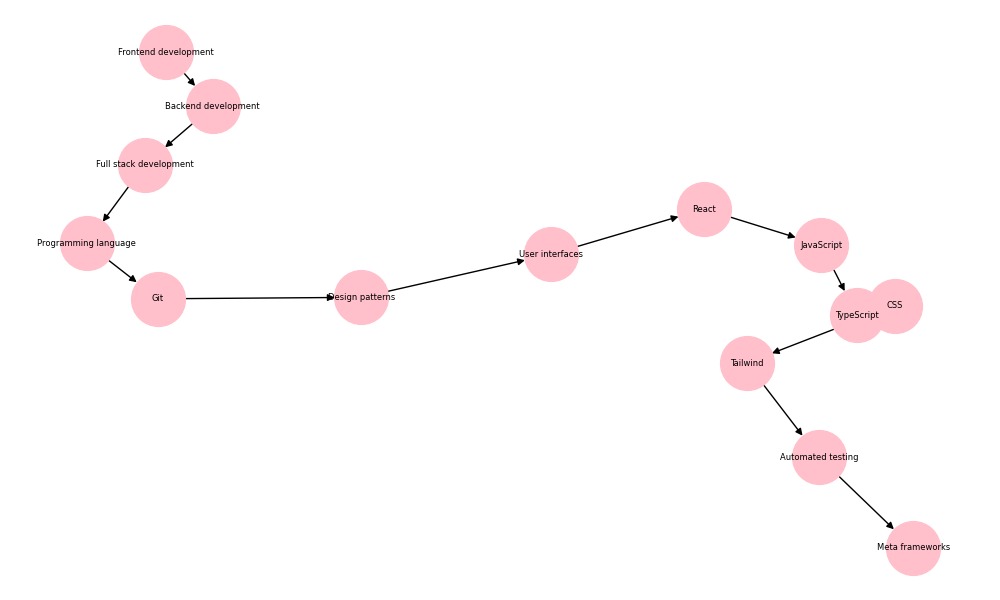 Frontend development
Backend development
Full stack development
Programming language
Git
Design patterns
User interfaces
React
JavaScript
TypeScript
CSS
Tailwind
Automated testing
Meta frameworks